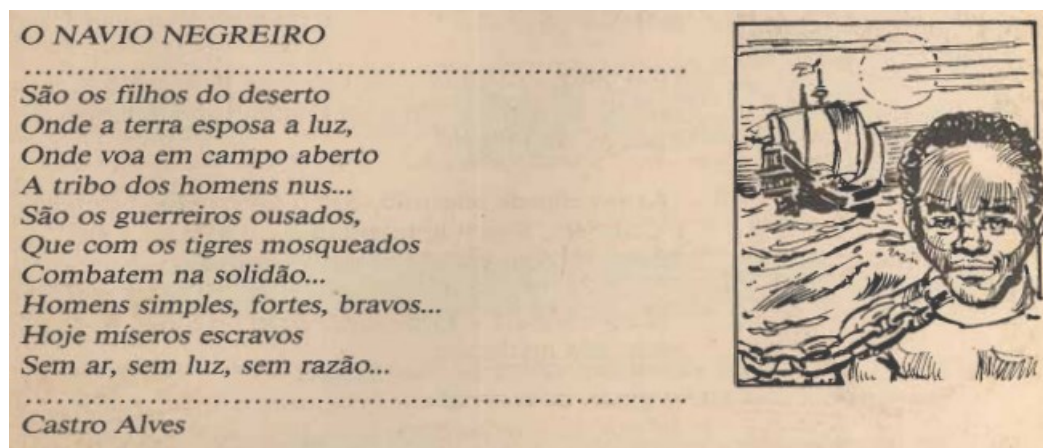 O NAVIO NEGREIRO
................................................................
São os filhos do deserto
Onde a terra esposa a luz,
Onde voa em campo aberto
A tribo dos homens nus...
São os guerreiros ousados,
Que com os tigres mosqueados
Combatem na solidão...
Homens simples, fortes, bravos...
Hoje míseros escravos
Sem ar, sem luz, sem razão...
................................................................
Castro Alves